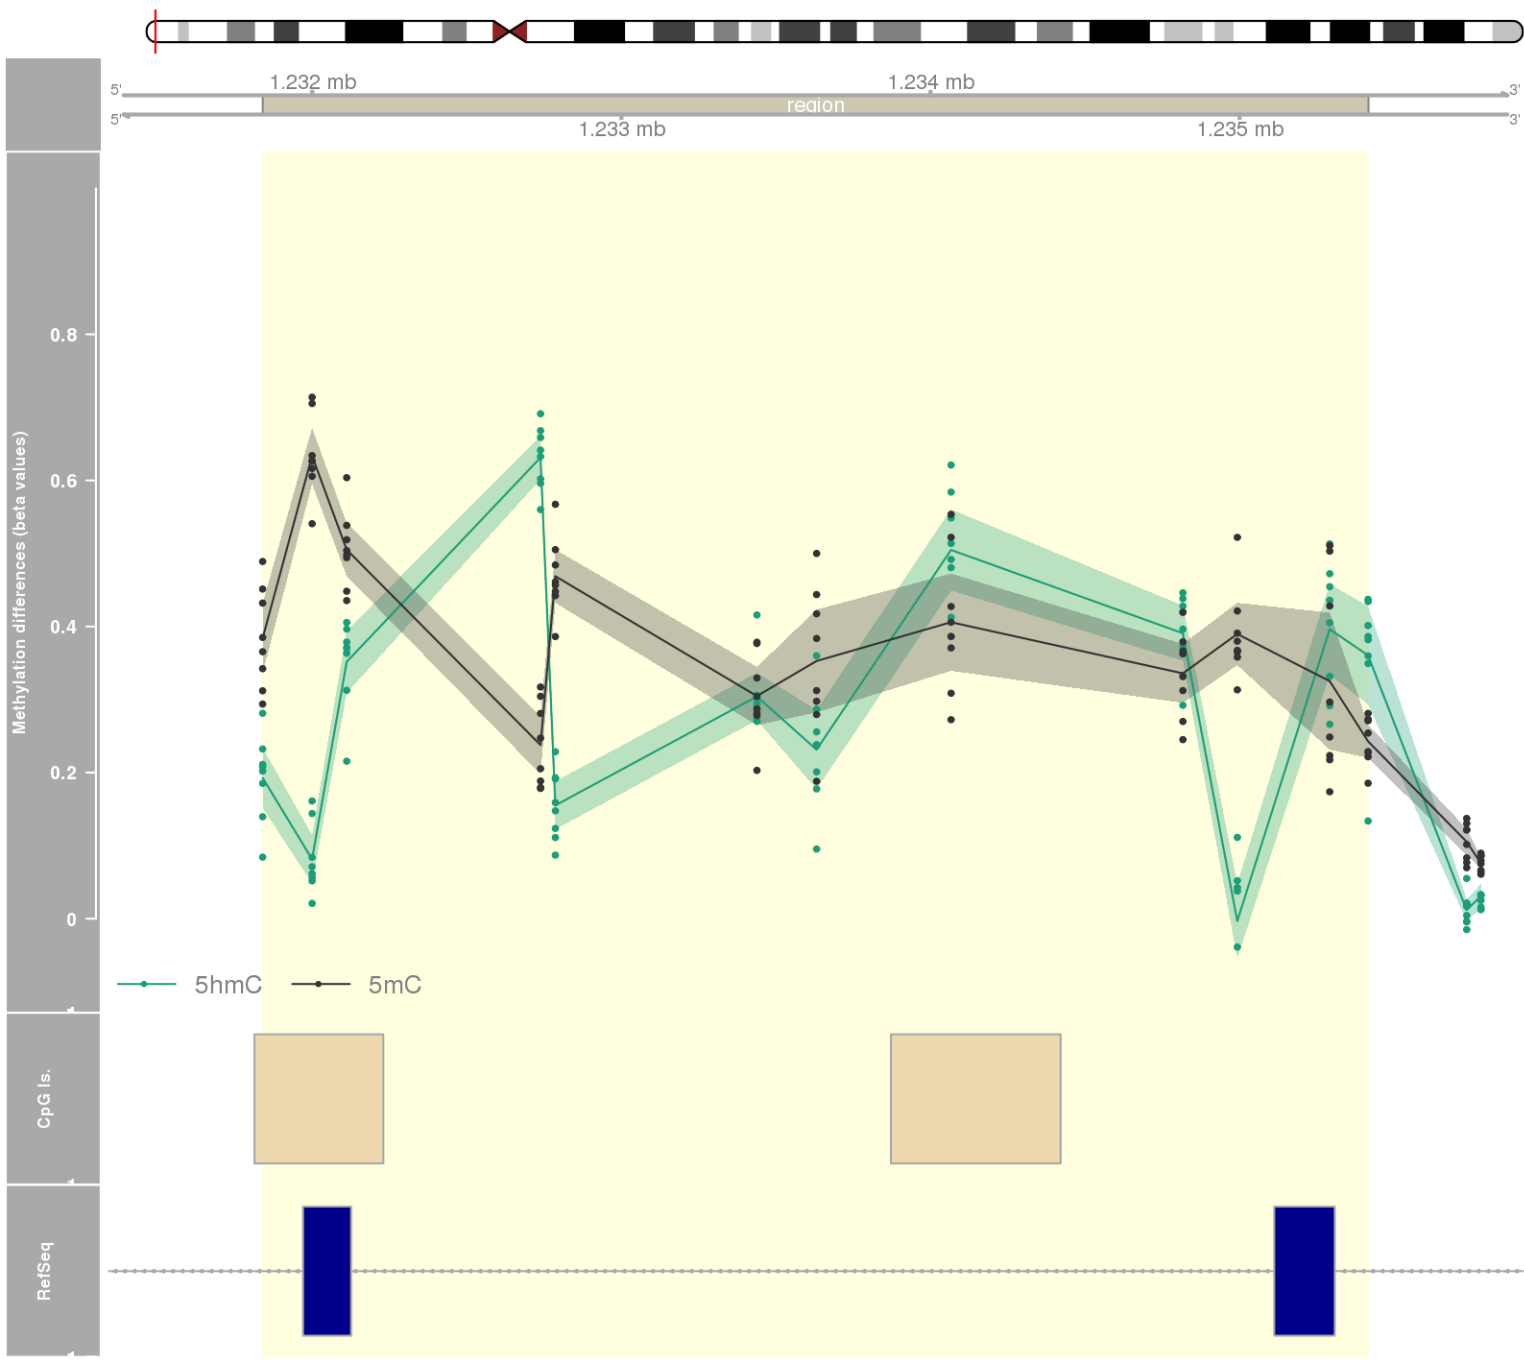 1.232 mb
1.234 mb
5'
3'
region
5'
3'
1.233 mb
1.235 mb
Methylation differences (beta values)
0.8
0.6
0.4
0.2
0
5hmC
5mC
CpG Is.
RefSeq